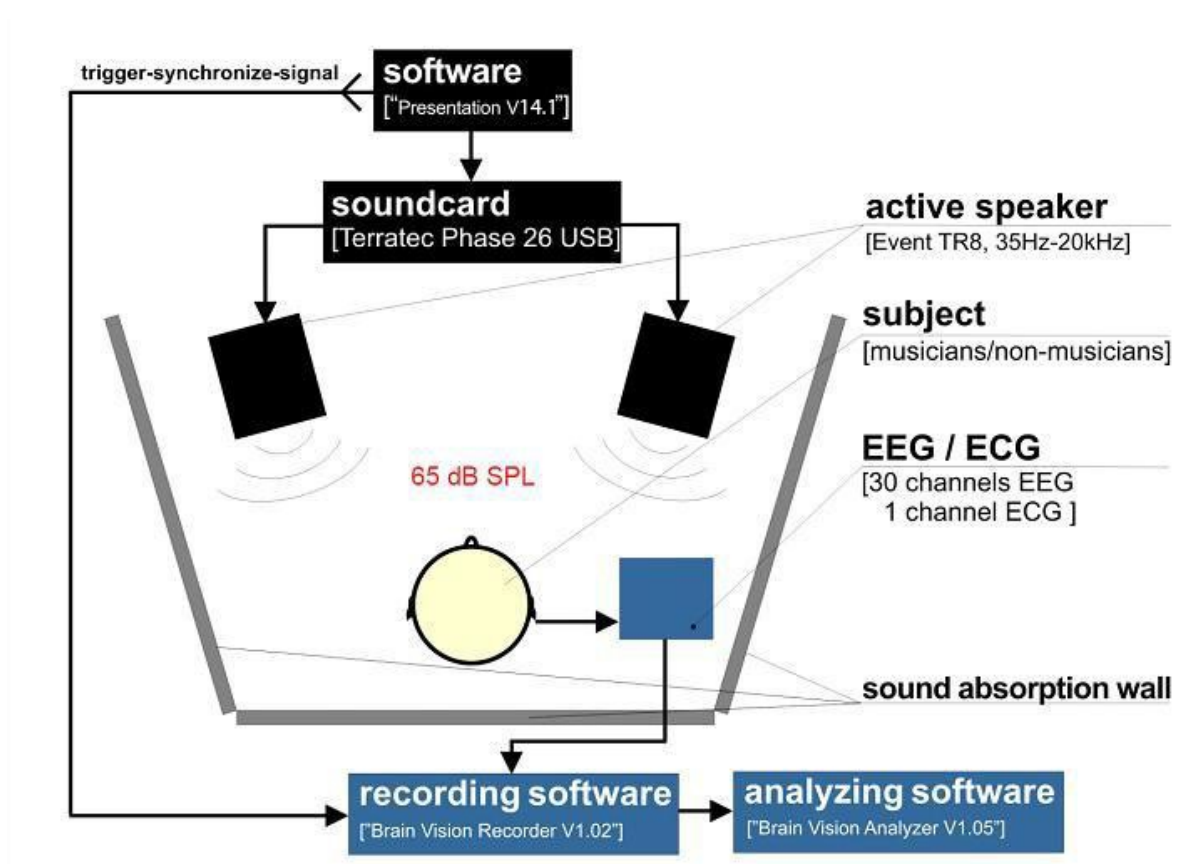 trigger-synchronize-signal
software
["Presentation V14.1"]
soundcard
[Terratec Phase 26 USB]
active speaker
[Event TR8, 35Hz-20kHz]
subject
[musicians/non-musicians]
65 dB SPL
EEG / ECG
[30 channels EEG
1 channel ECG ]
sound absorption wall
recording software
["Brain Vision Recorder V1.02"]
analyzing software
["Brain Vision Analyzer V1.05"]